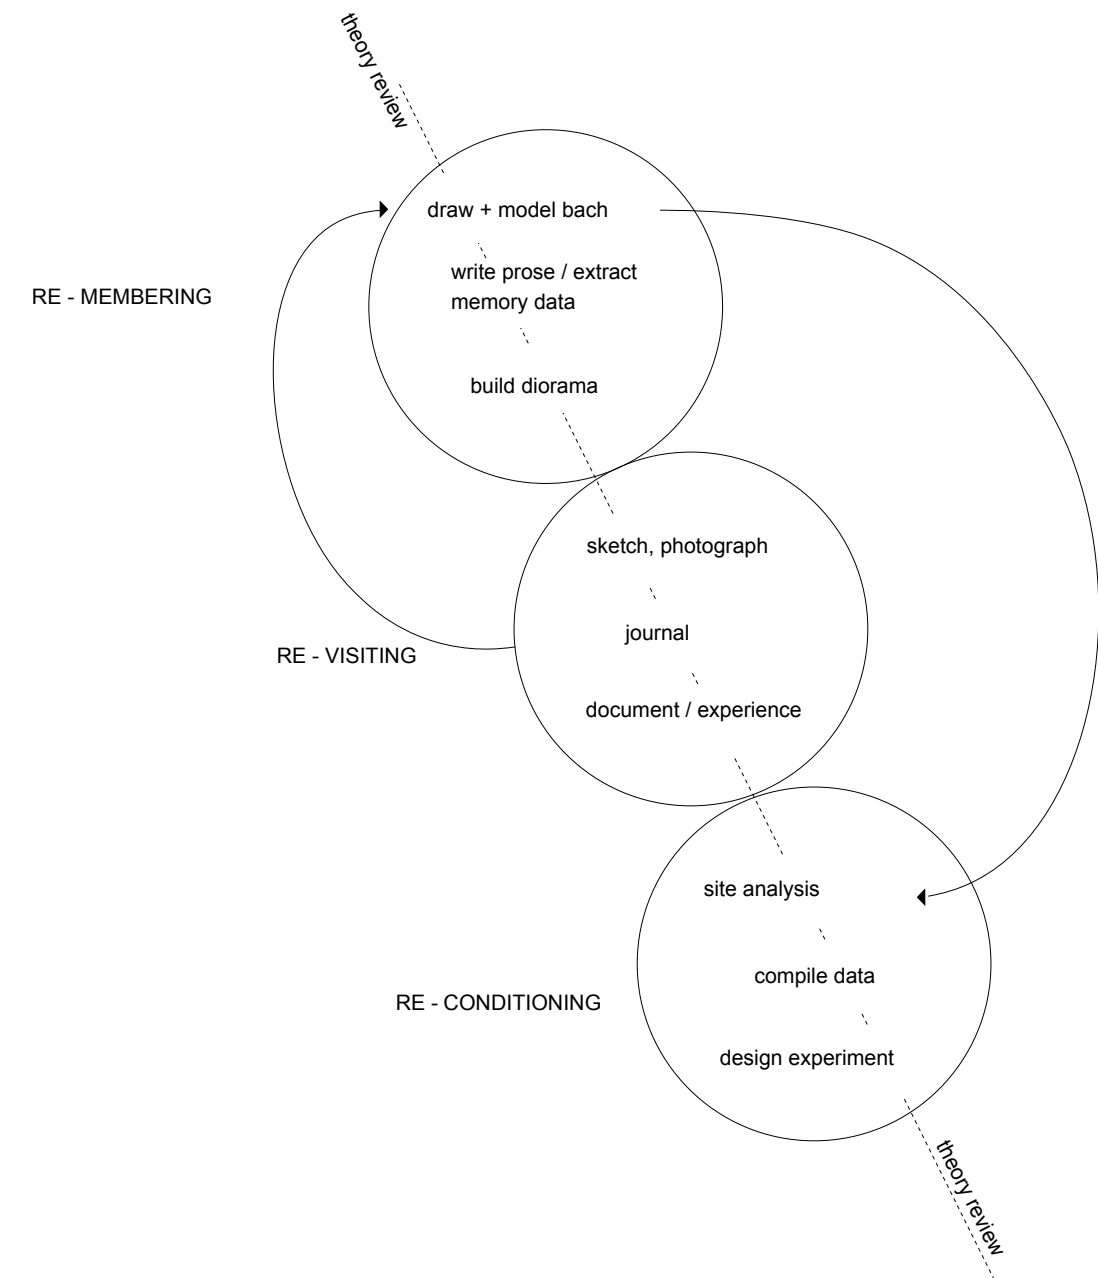 theory review
draw + model bach
write prose / extract
memory data
RE - MEMBERING
build diorama
sketch, photograph
journal
RE - VISITING
document / experience
site analysis
compile data
RE - CONDITIONING
design experiment
theory review